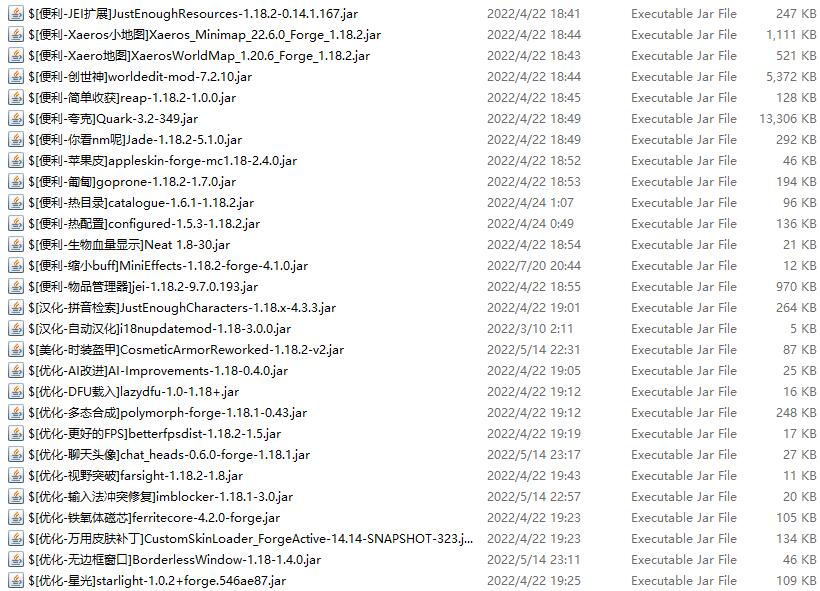 $[便利-JEI扩展]JustEnoughResources-1.18.2-0.14.1.167.jar 2022/4/22 18:41 Executable Jar File 247 KB
$[便利-Xaeros小地图]Xaeros_Minimap_22.6.0_Forge_1.18.2.jar 2022/4/22 18:44 Executable Jar File 1,111 KB
$[便利-Xaero地图]XaerosWorldMap_1.20.6_Forge_1.18.2.jar 2022/4/22 18:43 Executable Jar File 521 KB
$[便利-创世神]worldedit-mod-7.2.10.jar 2022/4/22 18:44 Executable Jar File 5,372 KB
$[便利-简单收获]reap-1.18.2-1.0.0.jar 2022/4/22 18:45 Executable Jar File 128 KB
$[便利-夸克]Quark-3.2-349.jar 2022/4/22 18:49 Executable Jar File 13,306 KB
$[便利-你看nm呢]Jade-1.18.2-5.1.0.jar 2022/4/22 18:49 Executable Jar File 292 KB
$[便利-苹果皮]appleskin-forge-mc1.18-2.4.0.jar 2022/4/22 18:52 Executable Jar File 46 KB
$[便利-匍匐]goprone-1.18.2-1.7.0.jar 2022/4/22 18:53 Executable Jar File 194 KB
$[便利-热目录]catalogue-1.6.1-1.18.2.jar 2022/4/24 1:07 Executable Jar File 96 KB
$[便利-热配置]configured-1.5.3-1.18.2.jar 2022/4/24 0:49 Executable Jar File 136 KB
$[便利-生物血量显示]Neat 1.8-30.jar 2022/4/22 18:54 Executable Jar File 21 KB
$[便利-缩小buff]MiniEffects-1.18.2-forge-4.1.0.jar 2022/7/20 20:44 Executable Jar File 12 KB
$[便利-物品管理器]jei-1.18.2-9.7.0.193.jar 2022/4/22 18:55 Executable Jar File 970 KB
$[汉化-拼音检索]JustEnoughCharacters-1.18.x-4.3.3.jar 2022/4/22 19:01 Executable Jar File 264 KB
$[汉化-自动汉化]i18nupdatemod-1.18-3.0.0.jar 2022/3/10 2:11 Executable Jar File 5 KB
$[美化-时装盔甲]CosmeticArmorReworked-1.18.2-v2.jar 2022/5/14 22:31 Executable Jar File 87 KB
$[优化-AI改进]AI-Improvements-1.18-0.4.0.jar 2022/4/22 19:05 Executable Jar File 25 KB
$[优化-DFU载入]lazydfu-1.0-1.18+.jar 2022/4/22 19:12 Executable Jar File 16 KB
$[优化-多态合成]polymorph-forge-1.18.1-0.43.jar 2022/4/22 19:12 Executable Jar File 248 KB
$[优化-更好的FPS]betterfpsdist-1.18.2-1.5.jar 2022/4/22 19:19 Executable Jar File 17 KB
$[优化-聊天头像]chat_heads-0.6.0-forge-1.18.1.jar 2022/5/14 23:17 Executable Jar File 27 KB
$[优化-视野突破]farsight-1.18.2-1.8.jar 2022/4/22 19:43 Executable Jar File 11 KB
$[优化-输入法冲突修复]imblocker-1.18.1-3.0.jar 2022/5/14 22:57 Executable Jar File 20 KB
$[优化-铁氧体磁芯]ferritecore-4.2.0-forge.jar 2022/4/22 19:23 Executable Jar File 105 KB
$[优化-万用皮肤补丁]CustomSkinLoader_ForgeActive-14.14-SNAPSHOT-323.j... 2022/4/22 19:23 Executable Jar File 134 KB
$[优化-无边框窗口]BorderlessWindow-1.18-1.4.0.jar 2022/5/14 23:11 Executable Jar File 46 KB
$[优化-星光]starlight-1.0.2+forge.546ae87.jar 2022/4/22 19:25 Executable Jar File 109 KB